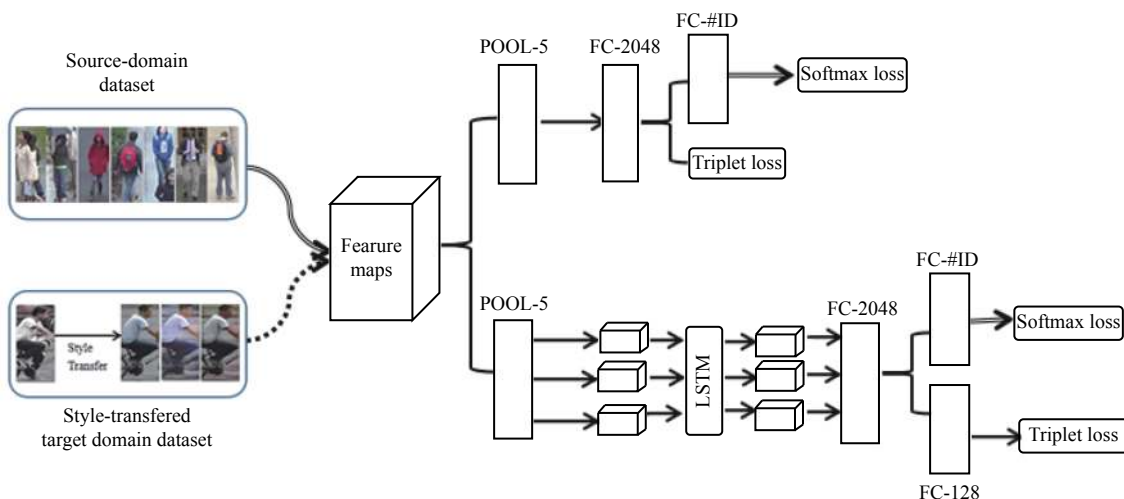 Source-domain
dataset
Style
Transfer
Style-transfered
target domain dataset
Fearure
maps
POOL-5
FC-2048
FC-#ID
Softmax loss
Triplet loss
POOL-5
LSTM
FC-2048
FC-#ID
Softmax loss
Triplet loss
FC-128